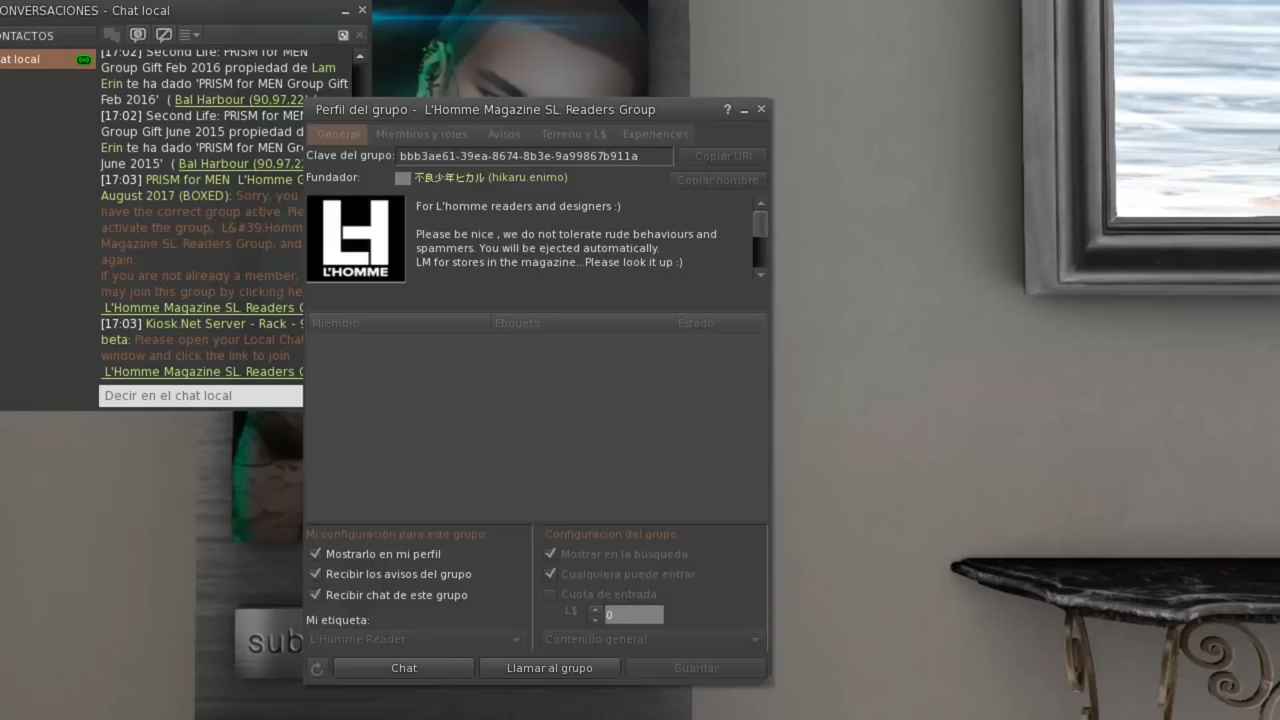 ONVERSACIONES - Chat local
ONTACTOS
at local
[17:02] Second Life: PRISM for MEN
Group Gift Feb 2016 propiedad de Lam
Erin te ha dado 'PRISM for MEN Group Gift
Feb 2016' ( Bal Harbour (90,97,22)
[17:02] Second Life: PRISM for MEN
Group Gift June 2015 propiedad d
Erin te ha dado 'PRISM for MEN Gr
June 2015' ( Bal Harbour (90,97,2
[17:03] PRISM for MEN L'Homme G
August 2017 (BOXED): Sorry, you
have the correct group active. Ple
activate the group, L&#39;Homm
Magazine SL. Readers Group, and
again.
If you are not already a member,
may join this group by clicking he
L'Homme Magazine SL. Readers G
[17:03] Kiosk.Net Server - Rack - 9
beta: Please open your Local Chat
window and click the link to join
L'Homme Magazine SL. Readers G
Decir en el chat local
Perfil del grupo - L'Homme Magazine SL. Readers Group
General Miembros y roles Avisos Terreno y L$ Experiences
Clave del grupo: bbb3ae61-39ea-8674-8b3e-9a99867b911a Copiar URI
Fundador: 不良少年ヒカル (hikaru.enimo) Copiar nombre
LH
L'HOMME
For L'homme readers and designers :)
Please be nice , we do not tolerate rude behaviours and
spammers. You will be ejected automatically.
LM for stores in the magazine...Please look it up :)
Miembro Etiqueta Estado
Mi configuración para este grupo
Mostrarlo en mi perfil
Recibir los avisos del grupo
Recibir chat de este grupo
Mi etiqueta:
L'Homme Reader
Configuración del grupo
Mostrar en la búsqueda
Cualquiera puede entrar
Cuota de entrada
L$ 0
Contenido general
Chat Llamar al grupo Guardar
sub